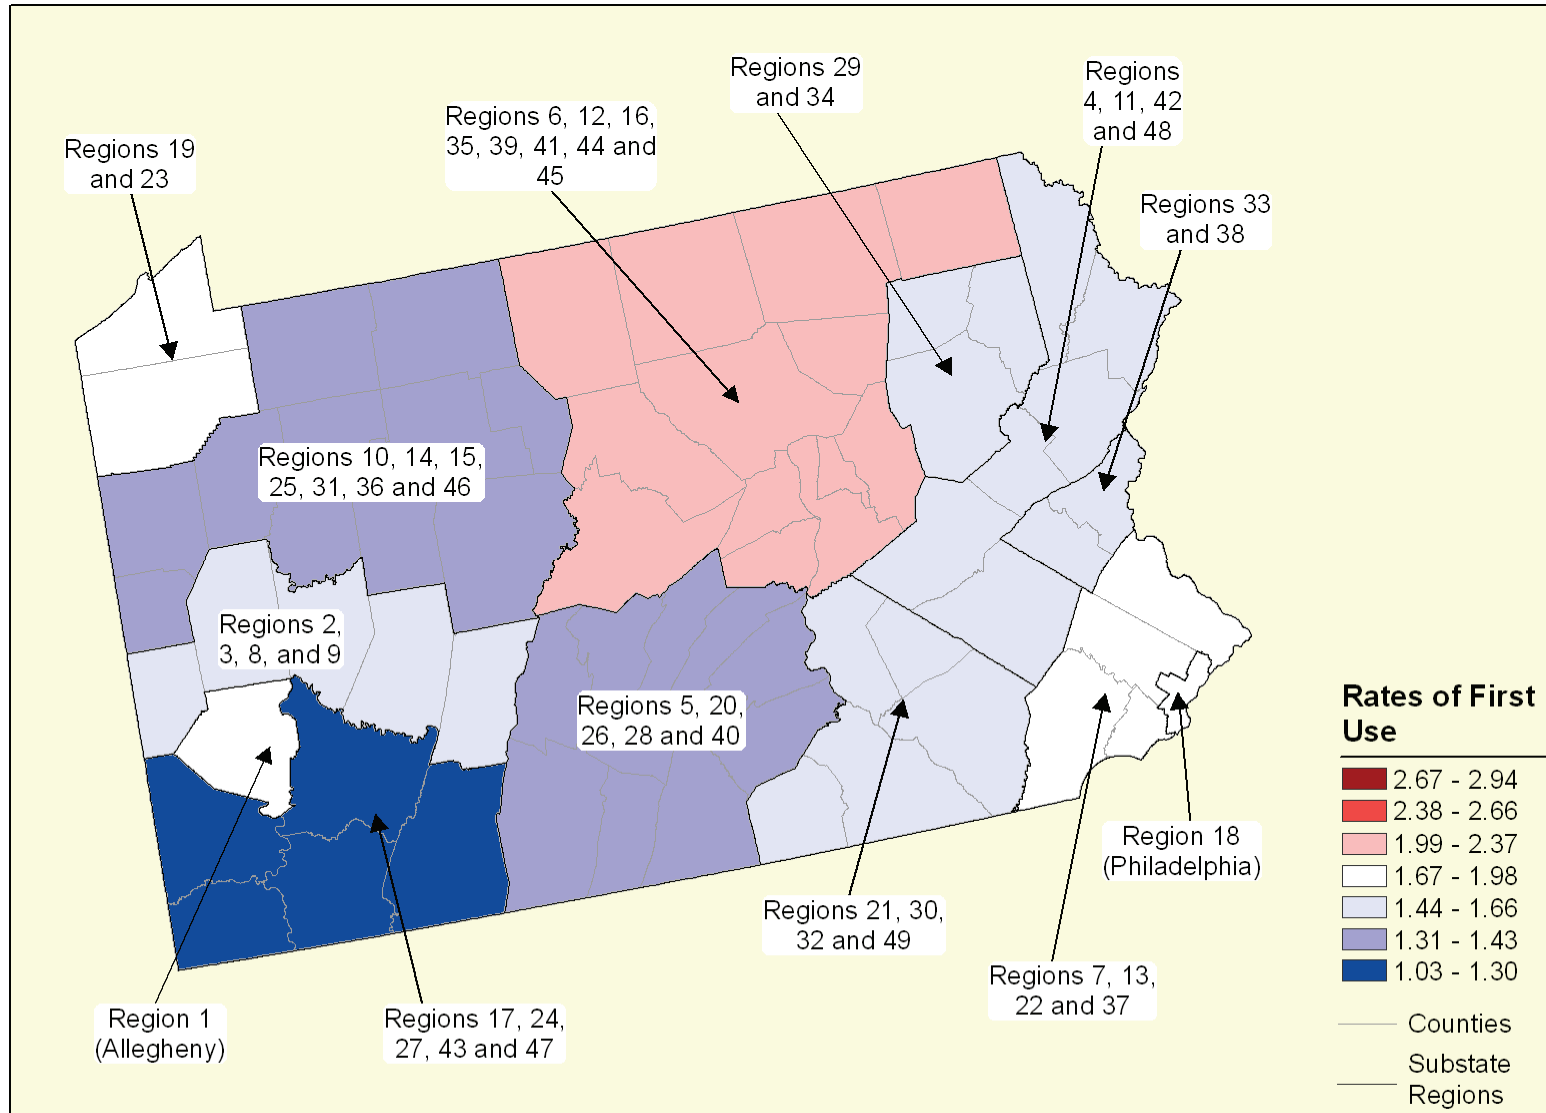 Regions 29
and 34
Regions
4, 11, 42
and 48
Regions 6, 12, 16,
35, 39, 41, 44 and
45
Regions 19
and 23
Regions 33
and 38
Regions 10, 14, 15,
25, 31, 36 and 46
Regions 2,
3, 8, and 9
Regions 5, 20,
26, 28 and 40
Rates of First
Use
2.67 - 2.94
2.38 - 2.66
1.99 - 2.37
1.67 - 1.98
1.44 - 1.66
1.31 - 1.43
1.03 - 1.30
Counties
Substate
Regions
Region 18
(Philadelphia)
Regions 21, 30,
32 and 49
Regions 7, 13,
22 and 37
Region 1
(Allegheny)
Regions 17, 24,
27, 43 and 47